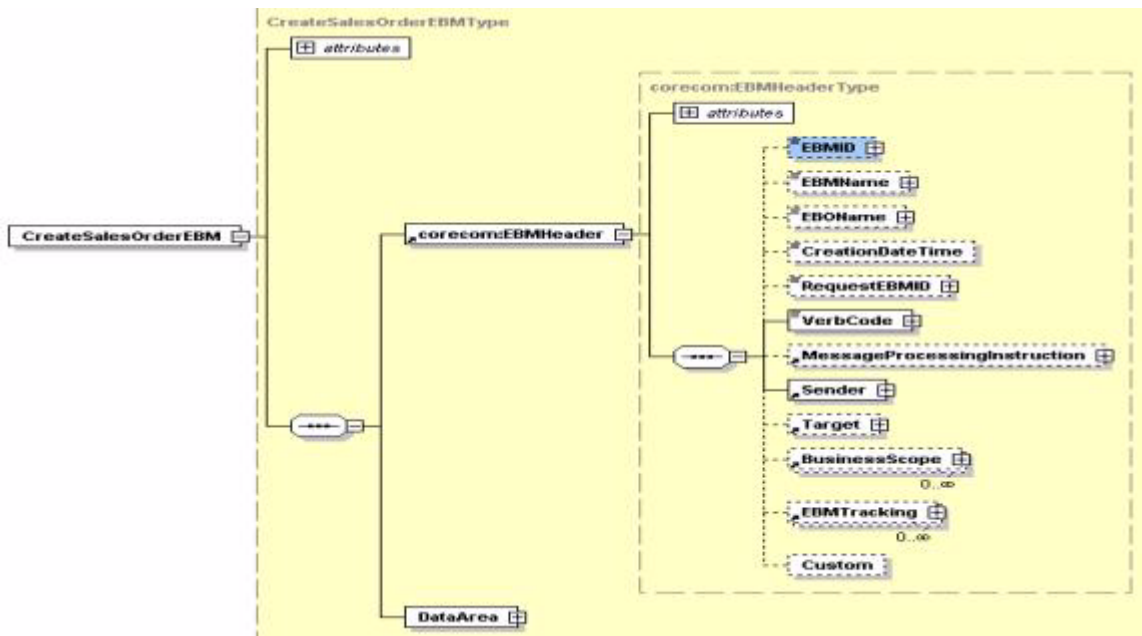 CreateSalesOrderEBMType
attributes
corecom:EBMHeaderType
attributes
EBMID
EBMName
EBOName
CreateSalesOrderEBM
corecom:EBMHeader
CreationDateTime
RequestEBMID
VerbCode
MessageProcessingInstruction
Sender
Target
BusinessScope
0..∞
EBMTracking
0..∞
Custom
DataArea